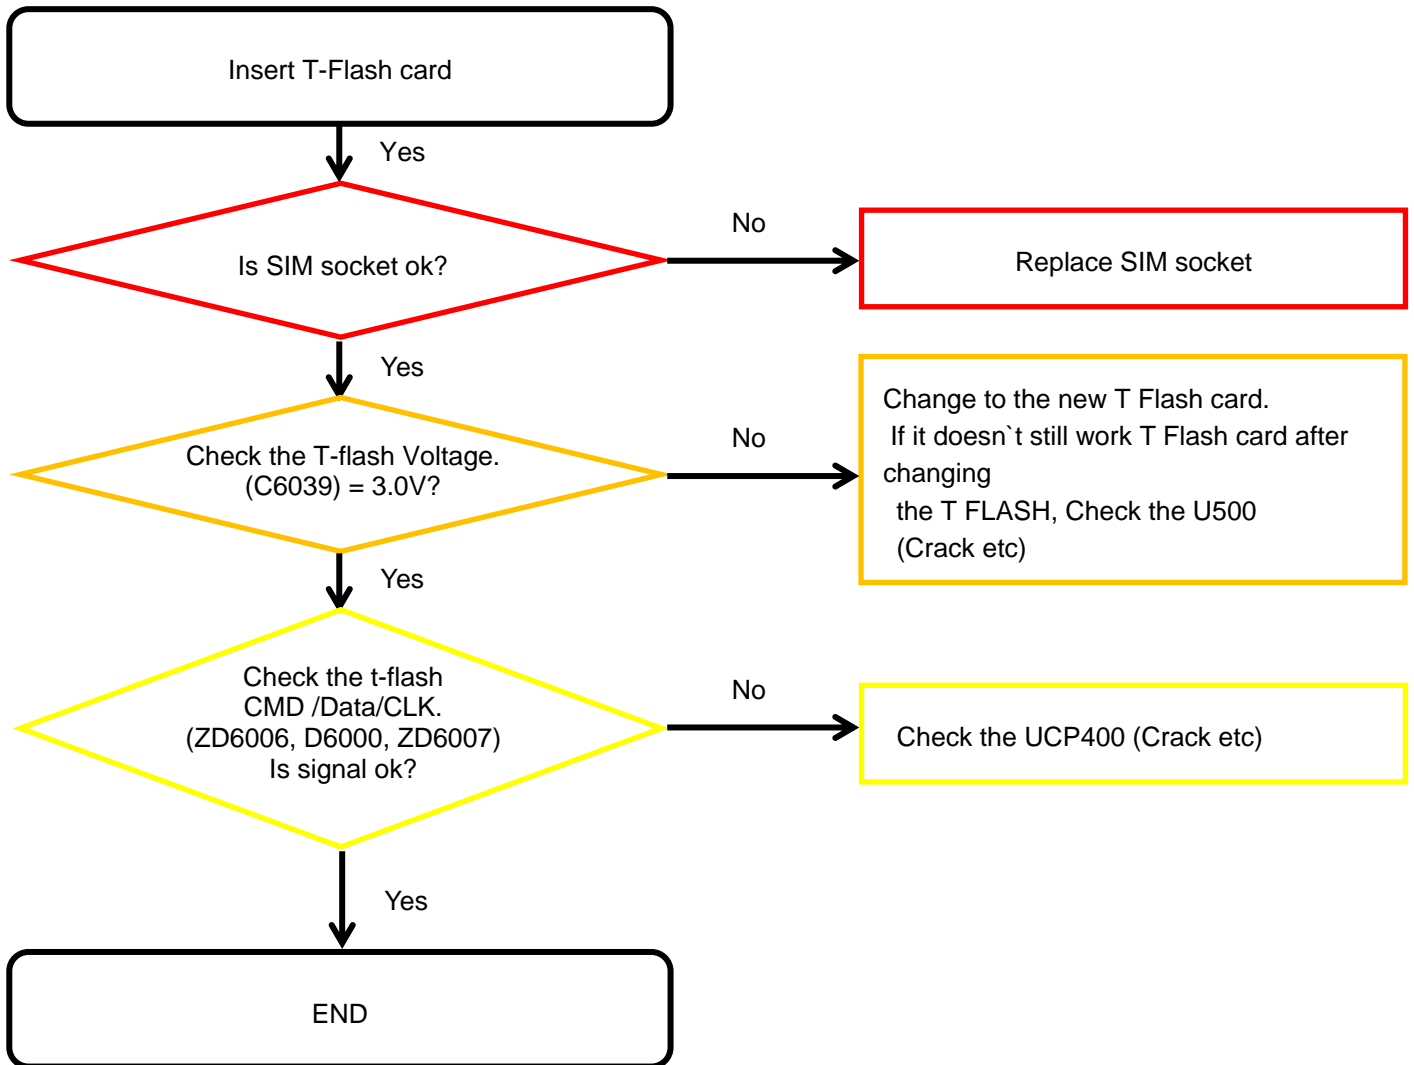 Insert T-Flash card
Yes
Is SIM socket ok?
No
Replace SIM socket
Yes
Check the T-flash Voltage.
(C6039) = 3.0V?
No
Change to the new T Flash card.
If it doesn`t still work T Flash card after
changing
the T FLASH, Check the U500
(Crack etc)
Yes
Check the t-flash
CMD /Data/CLK.
(ZD6006, D6000, ZD6007)
Is signal ok?
No
Check the UCP400 (Crack etc)
Yes
END